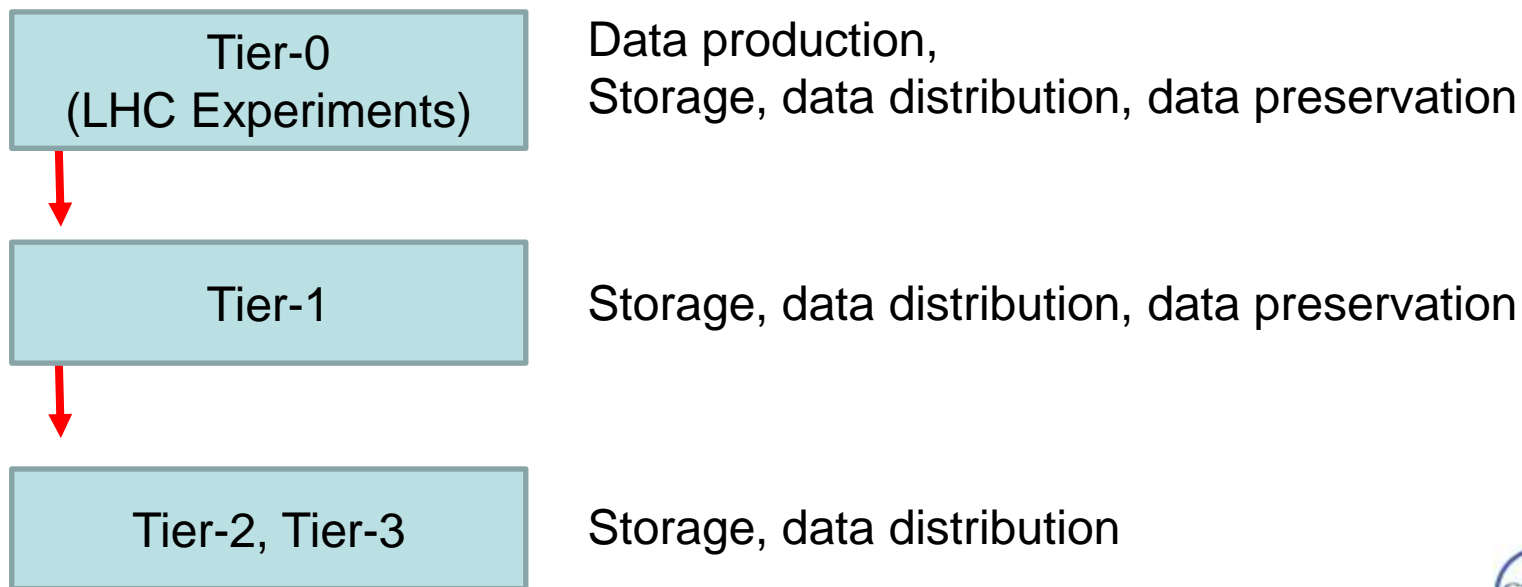 Tier-0
(LHC Experiments)
Data production,
Storage, data distribution, data preservation
Tier-1
Storage, data distribution, data preservation
Tier-2, Tier-3
Storage, data distribution